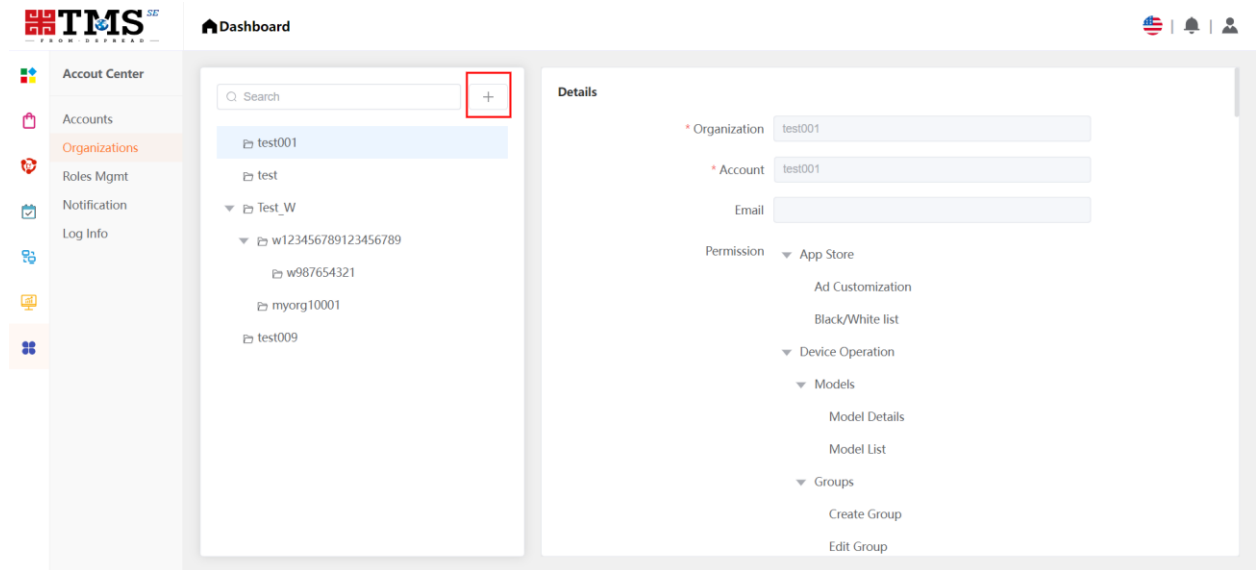 TMS SE
FROM·DSPREAD
Dashboard
Accout Center
Accounts
Organizations
Roles Mgmt
Notification
Log Info
Search
+
test001
test
Test_W
w123456789123456789
w987654321
myorg10001
test009
Details
* Organization test001
* Account test001
Email
Permission
App Store
Ad Customization
Black/White list
Device Operation
Models
Model Details
Model List
Groups
Create Group
Edit Group